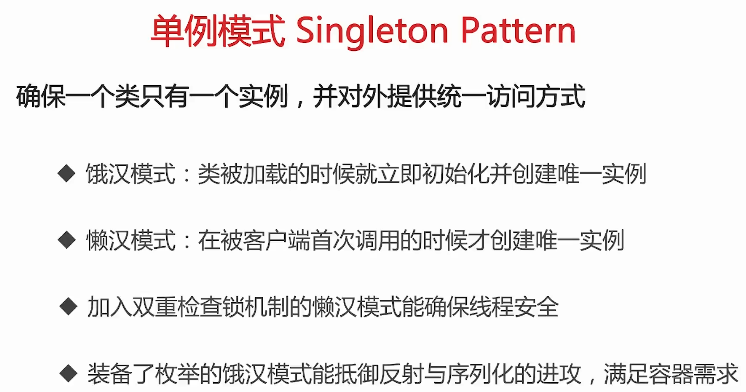 单例模式 Singleton Pattern
确保一个类只有一个实例，并对外提供统一访问方式
◆ 饿汉模式：类被加载的时候就立即初始化并创建唯一实例
◆ 懒汉模式：在被客户端首次调用的时候才创建唯一实例
◆ 加入双重检查锁机制的懒汉模式能确保线程安全
◆ 装备了枚举的饿汉模式能抵御反射与序列化的进攻，满足容器需求